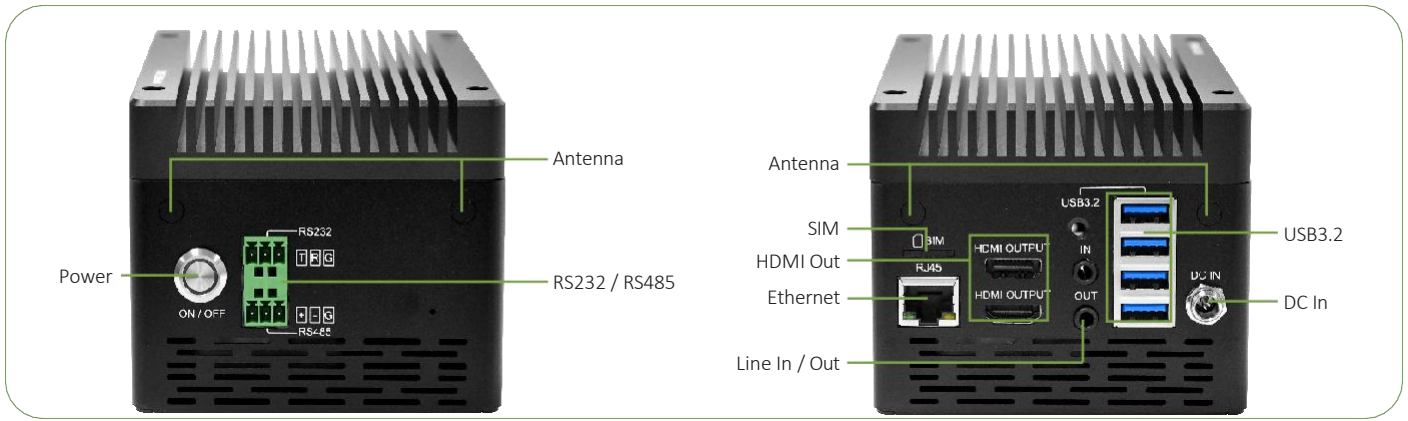 Antenna
RS232
T R G
Power
RS232 / RS485
ON / OFF
+ - G
RS485
Antenna
USB3.2
SIM
SIM
HDMI OUTPUT
IN
USB3.2
HDMI Out
RJ45
DC IN
Ethernet
HDMI OUTPUT
OUT
DC In
Line In / Out